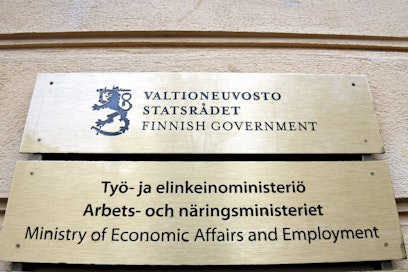 VALTIONEUVOSTO
STATSRÅDET
FINNISH GOVERNMENT
Työ- ja elinkeinoministeriö
Arbets- och näringsministeriet
Ministry of Economic Affairs and Employment